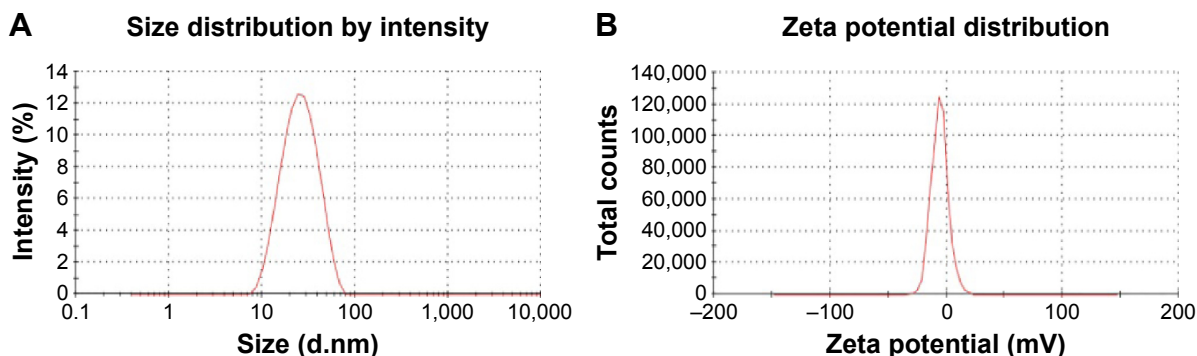 A Size distribution by intensity
14
12
10
8
6
4
2
0
Intensity (%)
0.1 1 10 100 1,000 10,000
Size (d.nm)
B Zeta potential distribution
140,000
120,000
100,000
80,000
60,000
40,000
20,000
0
Total counts
–200 –100 0 100 200
Zeta potential (mV)